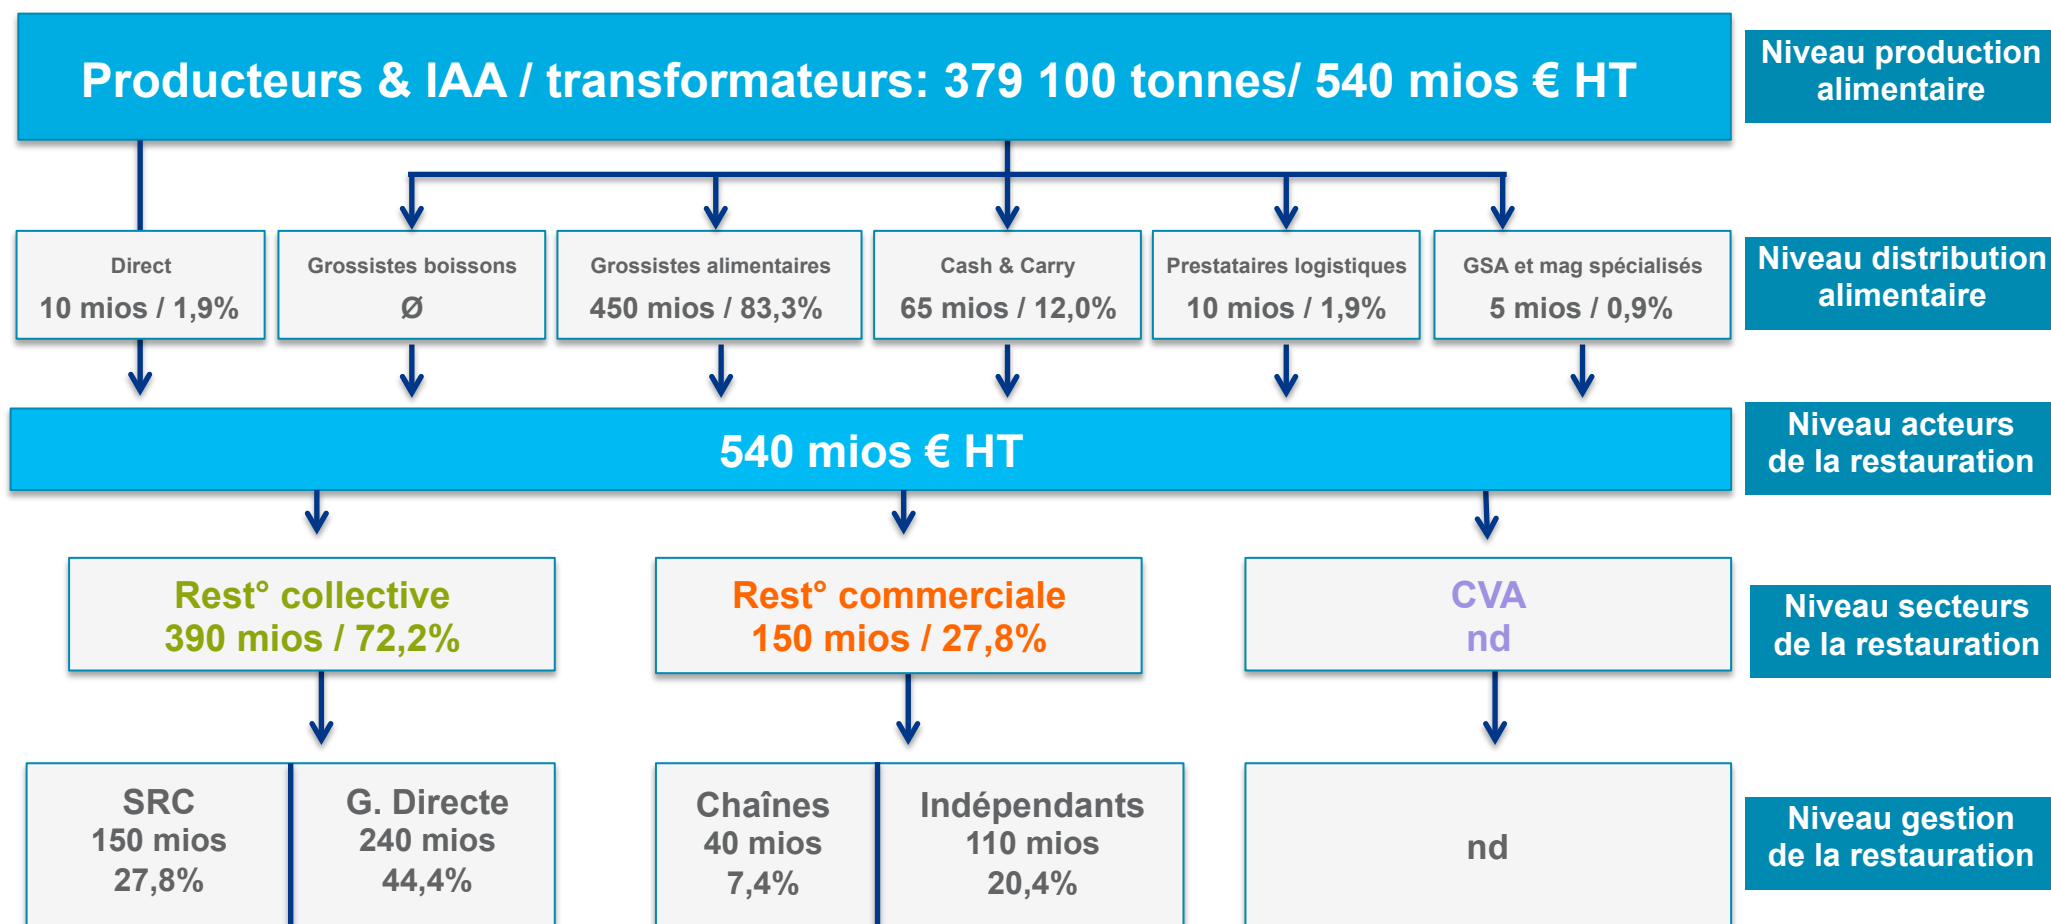 Producteurs & IAA / transformateurs: 379 100 tonnes/ 540 mios € HT
Niveau production
alimentaire
Direct
10 mios / 1,9%
Grossistes boissons
Ø
Grossistes alimentaires
450 mios / 83,3%
Cash & Carry
65 mios / 12,0%
Prestataires logistiques
10 mios / 1,9%
GSA et mag spécialisés
5 mios / 0,9%
Niveau distribution
alimentaire
540 mios € HT
Niveau acteurs
de la restauration
Rest° collective
390 mios / 72,2%
Rest° commerciale
150 mios / 27,8%
CVA
nd
Niveau secteurs
de la restauration
SRC
150 mios
27,8%
G. Directe
240 mios
44,4%
Chaînes
40 mios
7,4%
Indépendants
110 mios
20,4%
nd
Niveau gestion
de la restauration